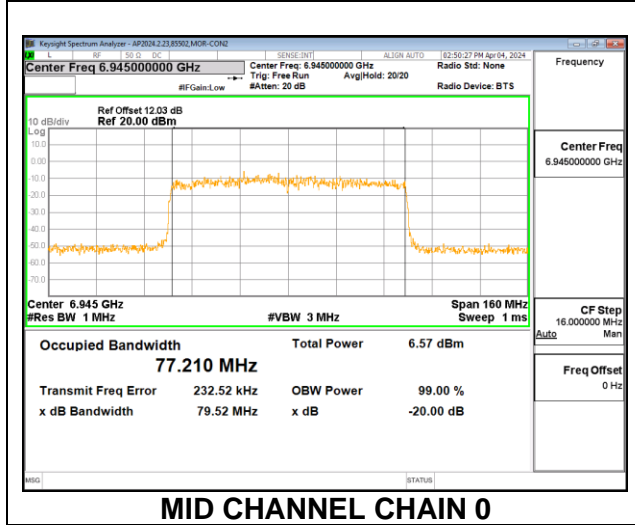 Keysight Spectrum Analyzer - AP2024.2.23,85502,MOR-CON2
L RF 50 Ω DC SENSE:INT ALIGN AUTO 02:50:27 PM Apr 04, 2024
Center Freq 6.945000000 GHz Center Freq: 6.945000000 GHz Radio Std: None Frequency
Trig: Free Run Avg|Hold: 20/20
#IFGain:Low #Atten: 20 dB Radio Device: BTS
Ref Offset 12.03 dB
10 dB/div Ref 20.00 dBm
Log
10.0
0.00
-10.0
-20.0
-30.0
-40.0
-50.0
-60.0
-70.0
Center Freq
6.945000000 GHz
Center 6.945 GHz Span 160 MHz
#Res BW 1 MHz #VBW 3 MHz Sweep 1 ms
CF Step
16.000000 MHz
Auto Man
Occupied Bandwidth Total Power 6.57 dBm
77.210 MHz
Freq Offset
0 Hz
Transmit Freq Error 232.52 kHz OBW Power 99.00 %
x dB Bandwidth 79.52 MHz x dB -20.00 dB
MSG STATUS
MID CHANNEL CHAIN 0